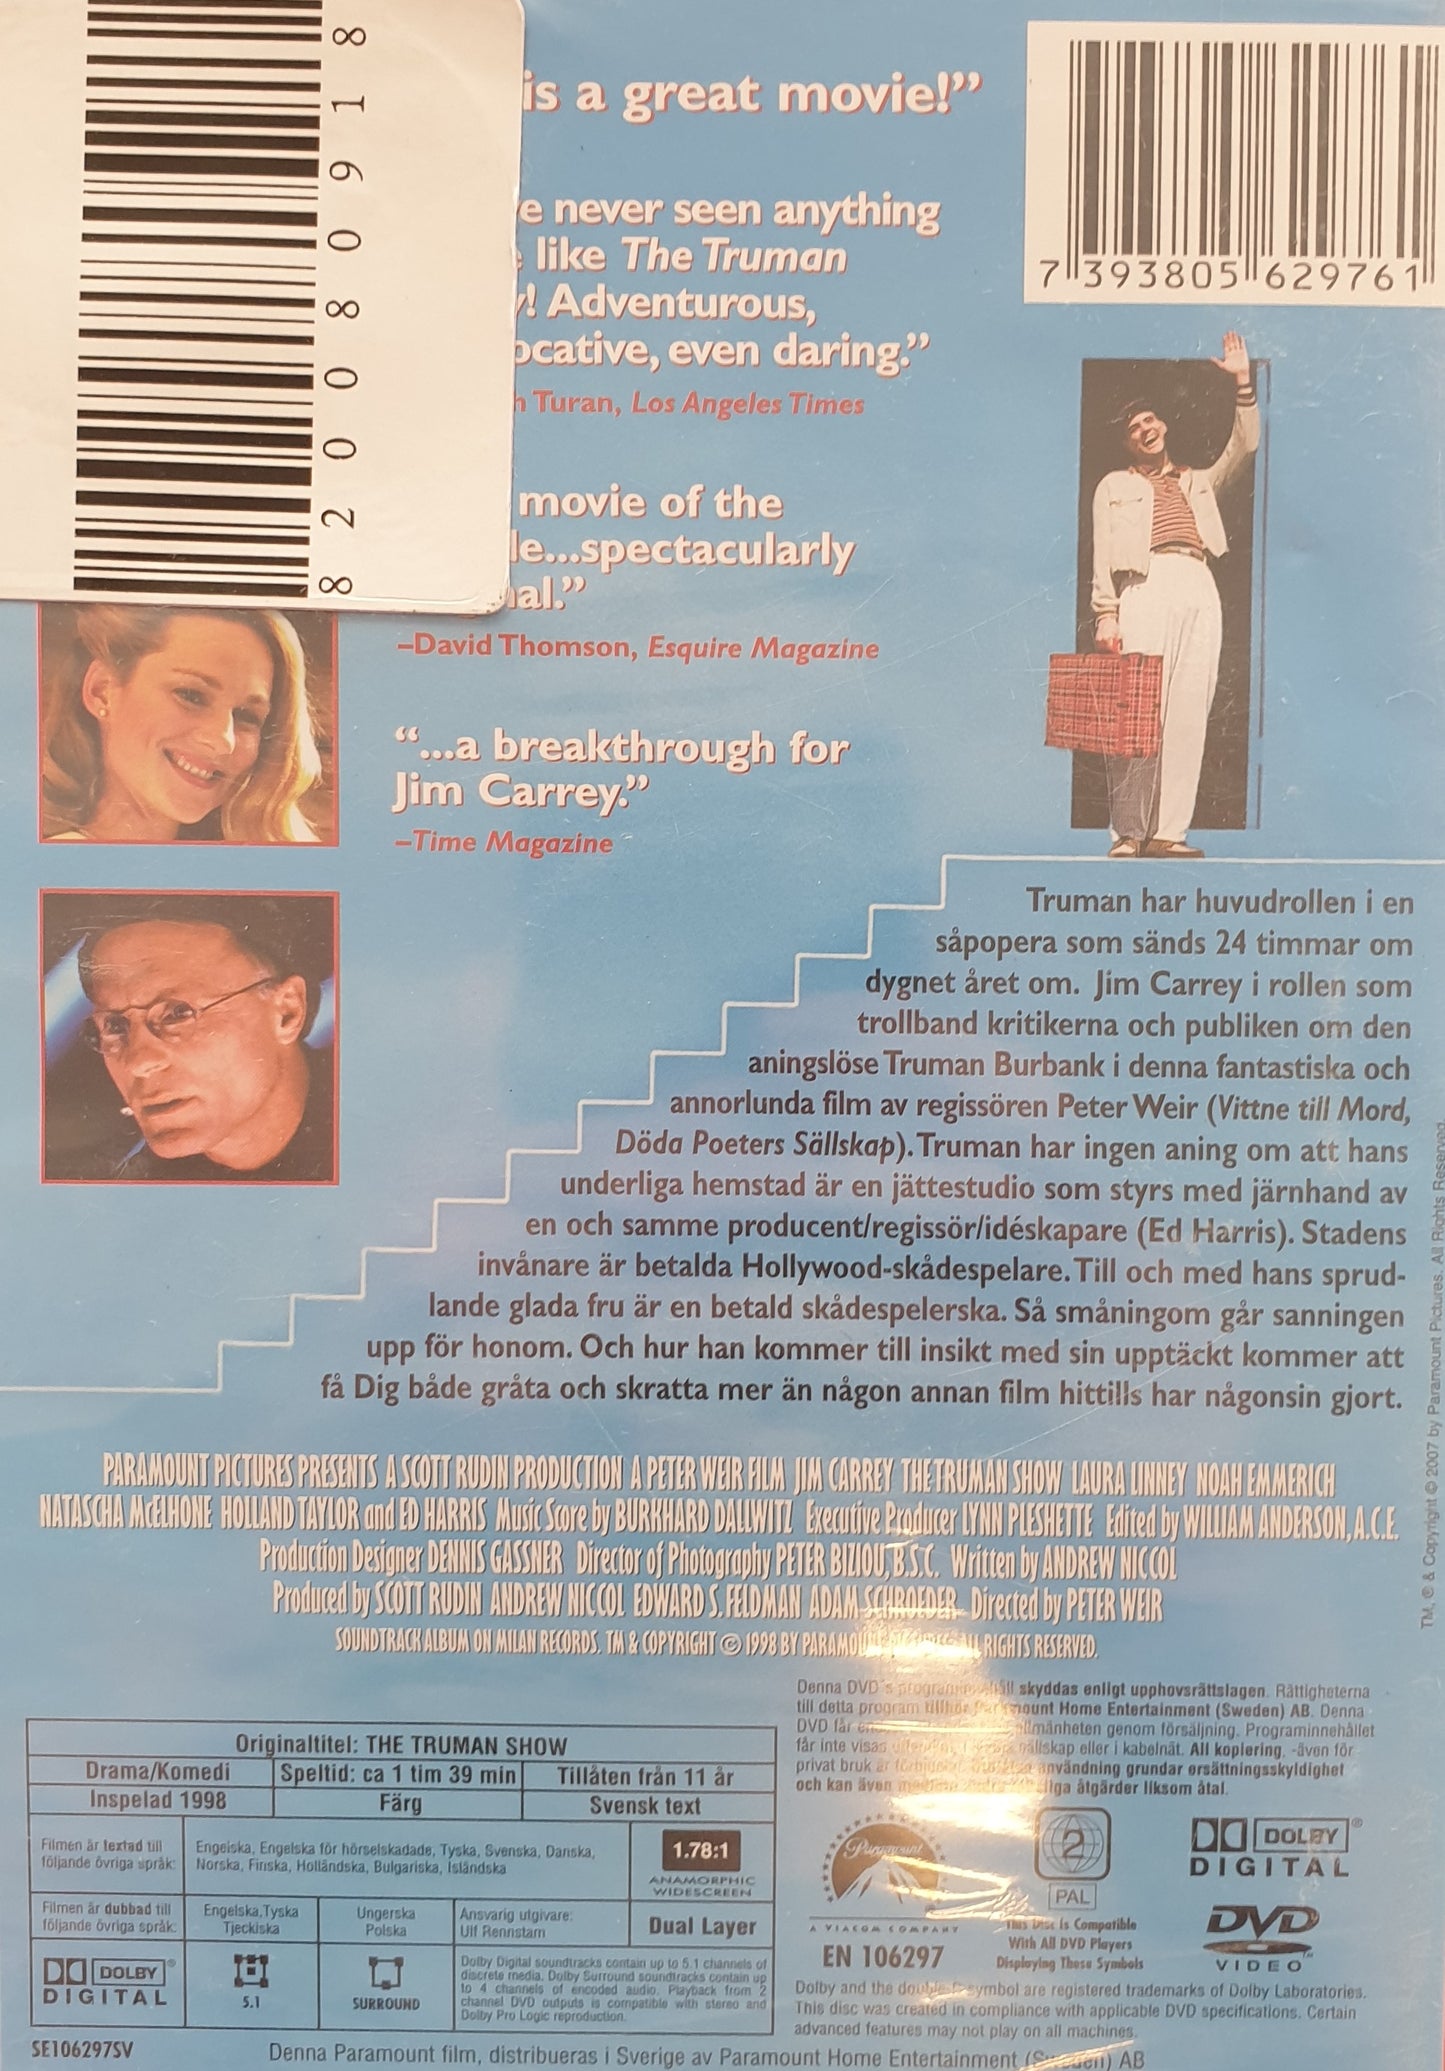 820080918
is a great movie!”
7 393805 629761
e never seen anything
like The Truman
! Adventurous,
ocative, even daring.”
Turan, Los Angeles Times
movie of the
le...spectacularly
al.”
–David Thomson, Esquire Magazine
“...a breakthrough for
Jim Carrey.”
–Time Magazine
Truman har huvudrollen i en
såpopera som sänds 24 timmar om
dygnet året om. Jim Carrey i rollen som
trollband kritikerna och publiken om den
aningslöse Truman Burbank i denna fantastiska och
annorlunda film av regissören Peter Weir (Vittne till Mord,
Döda Poeters Sällskap). Truman har ingen aning om att hans
underliga hemstad är en jättestudio som styrs med järnhand av
en och samme producent/regissör/idéskapare (Ed Harris). Stadens
invånare är betalda Hollywood-skådespelare. Till och med hans sprud-
lande glada fru är en betald skådespelerska. Så småningom går sanningen
upp för honom. Och hur han kommer till insikt med sin upptäckt kommer att
få Dig både gråta och skratta mer än någon annan film hittills har någonsin gjort.
TM, ® & Copyright © 2007 by Paramount Pictures. All Rights Reserved
PARAMOUNT PICTURES PRESENTS A SCOTT RUDIN PRODUCTION A PETER WEIR FILM JIM CARREY THE TRUMAN SHOW LAURA LINNEY NOAH EMMERICH
NATASCHA McELHONE HOLLAND TAYLOR and ED HARRIS Music Score by BURKHARD DALLWITZ Executive Producer LYNN PLESHETTE Edited by WILLIAM ANDERSON, A.C.E.
Production Designer DENNIS GASSNER Director of Photography PETER BIZIOU, B.S.C. Written by ANDREW NICCOL
Produced by SCOTT RUDIN ANDREW NICCOL EDWARD S. FELDMAN ADAM SCHROEDER Directed by PETER WEIR
SOUNDTRACK ALBUM ON MILAN RECORDS. TM & COPYRIGHT © 1998 BY PARAMOUNT ALL RIGHTS RESERVED.
Denna DVD's skyddas enligt upphovsrättslagen. Rättigheterna
till detta program tillhör Paramount Home Entertainment (Sweden) AB. Denna
DVD får allmänheten genom försäljning. Programinnehållet
får inte visas sällskap eller i kabelnät. All kopiering, -även för
privat bruk är användning grundar ersättningsskyldighet
och kan även åtgärder liksom åtal.
Originaltitel: THE TRUMAN SHOW
Drama/Komedi Speltid: ca 1 tim 39 min Tillåten från 11 år
Inspelad 1998 Färg Svensk text
Filmen är textad till
följande övriga språk:
Engelska, Engelska för hörselskadade, Tyska, Svenska, Danska,
Norska, Finska, Holländska, Bulgariska, Isländska
1.78:1
ANAMORPHIC
WIDESCREEN
Filmen är dubbad till
följande övriga språk:
Engelska, Tyska
Tjeckiska
Ungerska
Polska
Ansvarig utgivare:
Ulf Rennstam
Dual Layer
DOLBY
DIGITAL
5.1
SURROUND
Dolby Digital soundtracks contain up to 5.1 channels of
discrete media. Dolby Surround soundtracks contain up
to 4 channels of encoded audio. Playback from 2
channel DVD outputs is compatible with stereo and
Dolby Pro Logic reproduction.
Paramount
A VIACOM COMPANY
EN 106297
2
PAL
This Disc Is Compatible
With All DVD Players
Displaying These Symbols
DOLBY
DIGITAL
DVD
VIDEO
Dolby and the double symbol are registered trademarks of Dolby Laboratories.
This disc was created in compliance with applicable DVD specifications. Certain
advanced features may not play on all machines.
SE106297SV
Denna Paramount film, distribueras i Sverige av Paramount Home Entertainment (Sweden) AB